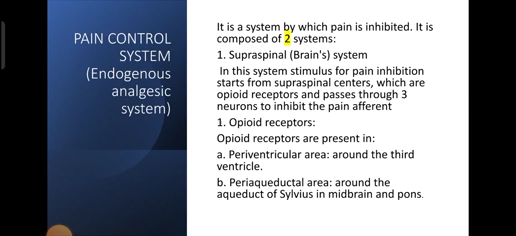 PAIN CONTROL
SYSTEM
(Endogenous
analgesic
system)
It is a system by which pain is inhibited. It is
composed of 2 systems:
1. Supraspinal (Brain's) system
In this system stimulus for pain inhibition
starts from supraspinal centers, which are
opioid receptors and passes through 3
neurons to inhibit the pain afferent
1. Opioid receptors:
Opioid receptors are present in:
a. Periventricular area: around the third
ventricle.
b. Periaqueductal area: around the
aqueduct of Sylvius in midbrain and pons.